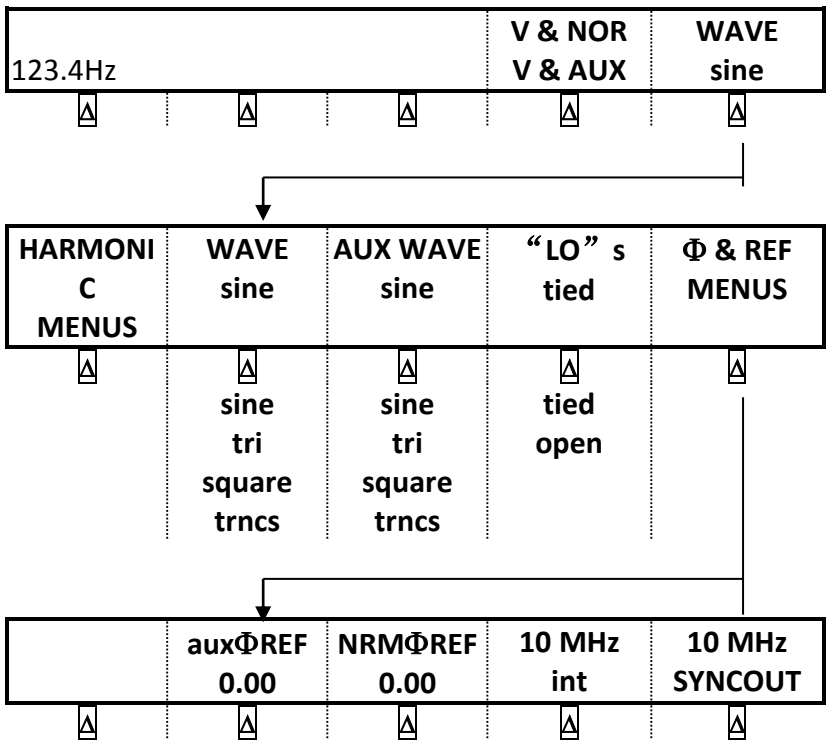 V & NOR WAVE
123.4Hz V & AUX sine
Δ Δ Δ Δ Δ
HARMONI WAVE AUX WAVE “LO” s Φ & REF
C sine sine tied MENUS
MENUS
Δ Δ Δ Δ Δ
sine sine tied
tri tri open
square square
trncs trncs
auxΦREF NRMΦREF 10 MHz 10 MHz
0.00 0.00 int SYNCOUT
Δ Δ Δ Δ Δ